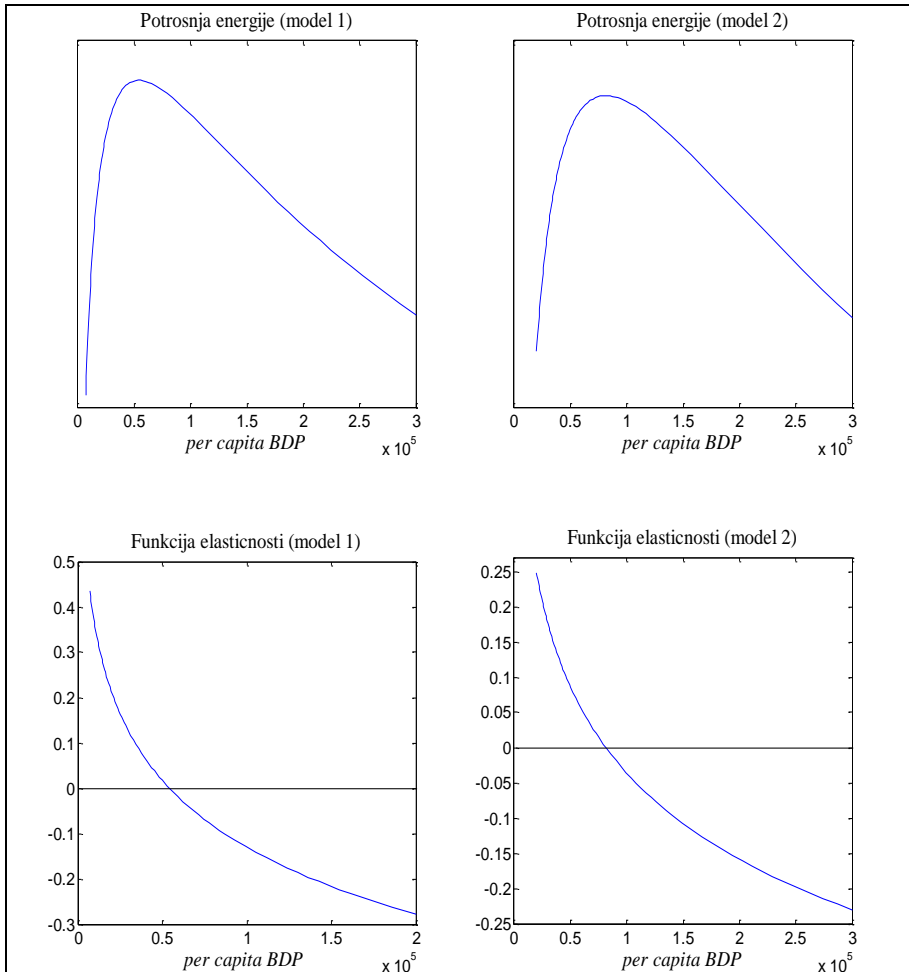 Potrosnja energije (model 1)
0 0.5 1 1.5 2 2.5 3
per capita BDP
x 10^5
Potrosnja energije (model 2)
0 0.5 1 1.5 2 2.5 3
per capita BDP
x 10^5
Funkcija elasticnosti (model 1)
0.5
0.4
0.3
0.2
0.1
0
-0.1
-0.2
-0.3
0 0.5 1 1.5 2
per capita BDP
x 10^5
Funkcija elasticnosti (model 2)
0.25
0.2
0.15
0.1
0.05
0
-0.05
-0.1
-0.15
-0.2
-0.25
0 0.5 1 1.5 2 2.5 3
per capita BDP
x 10^5